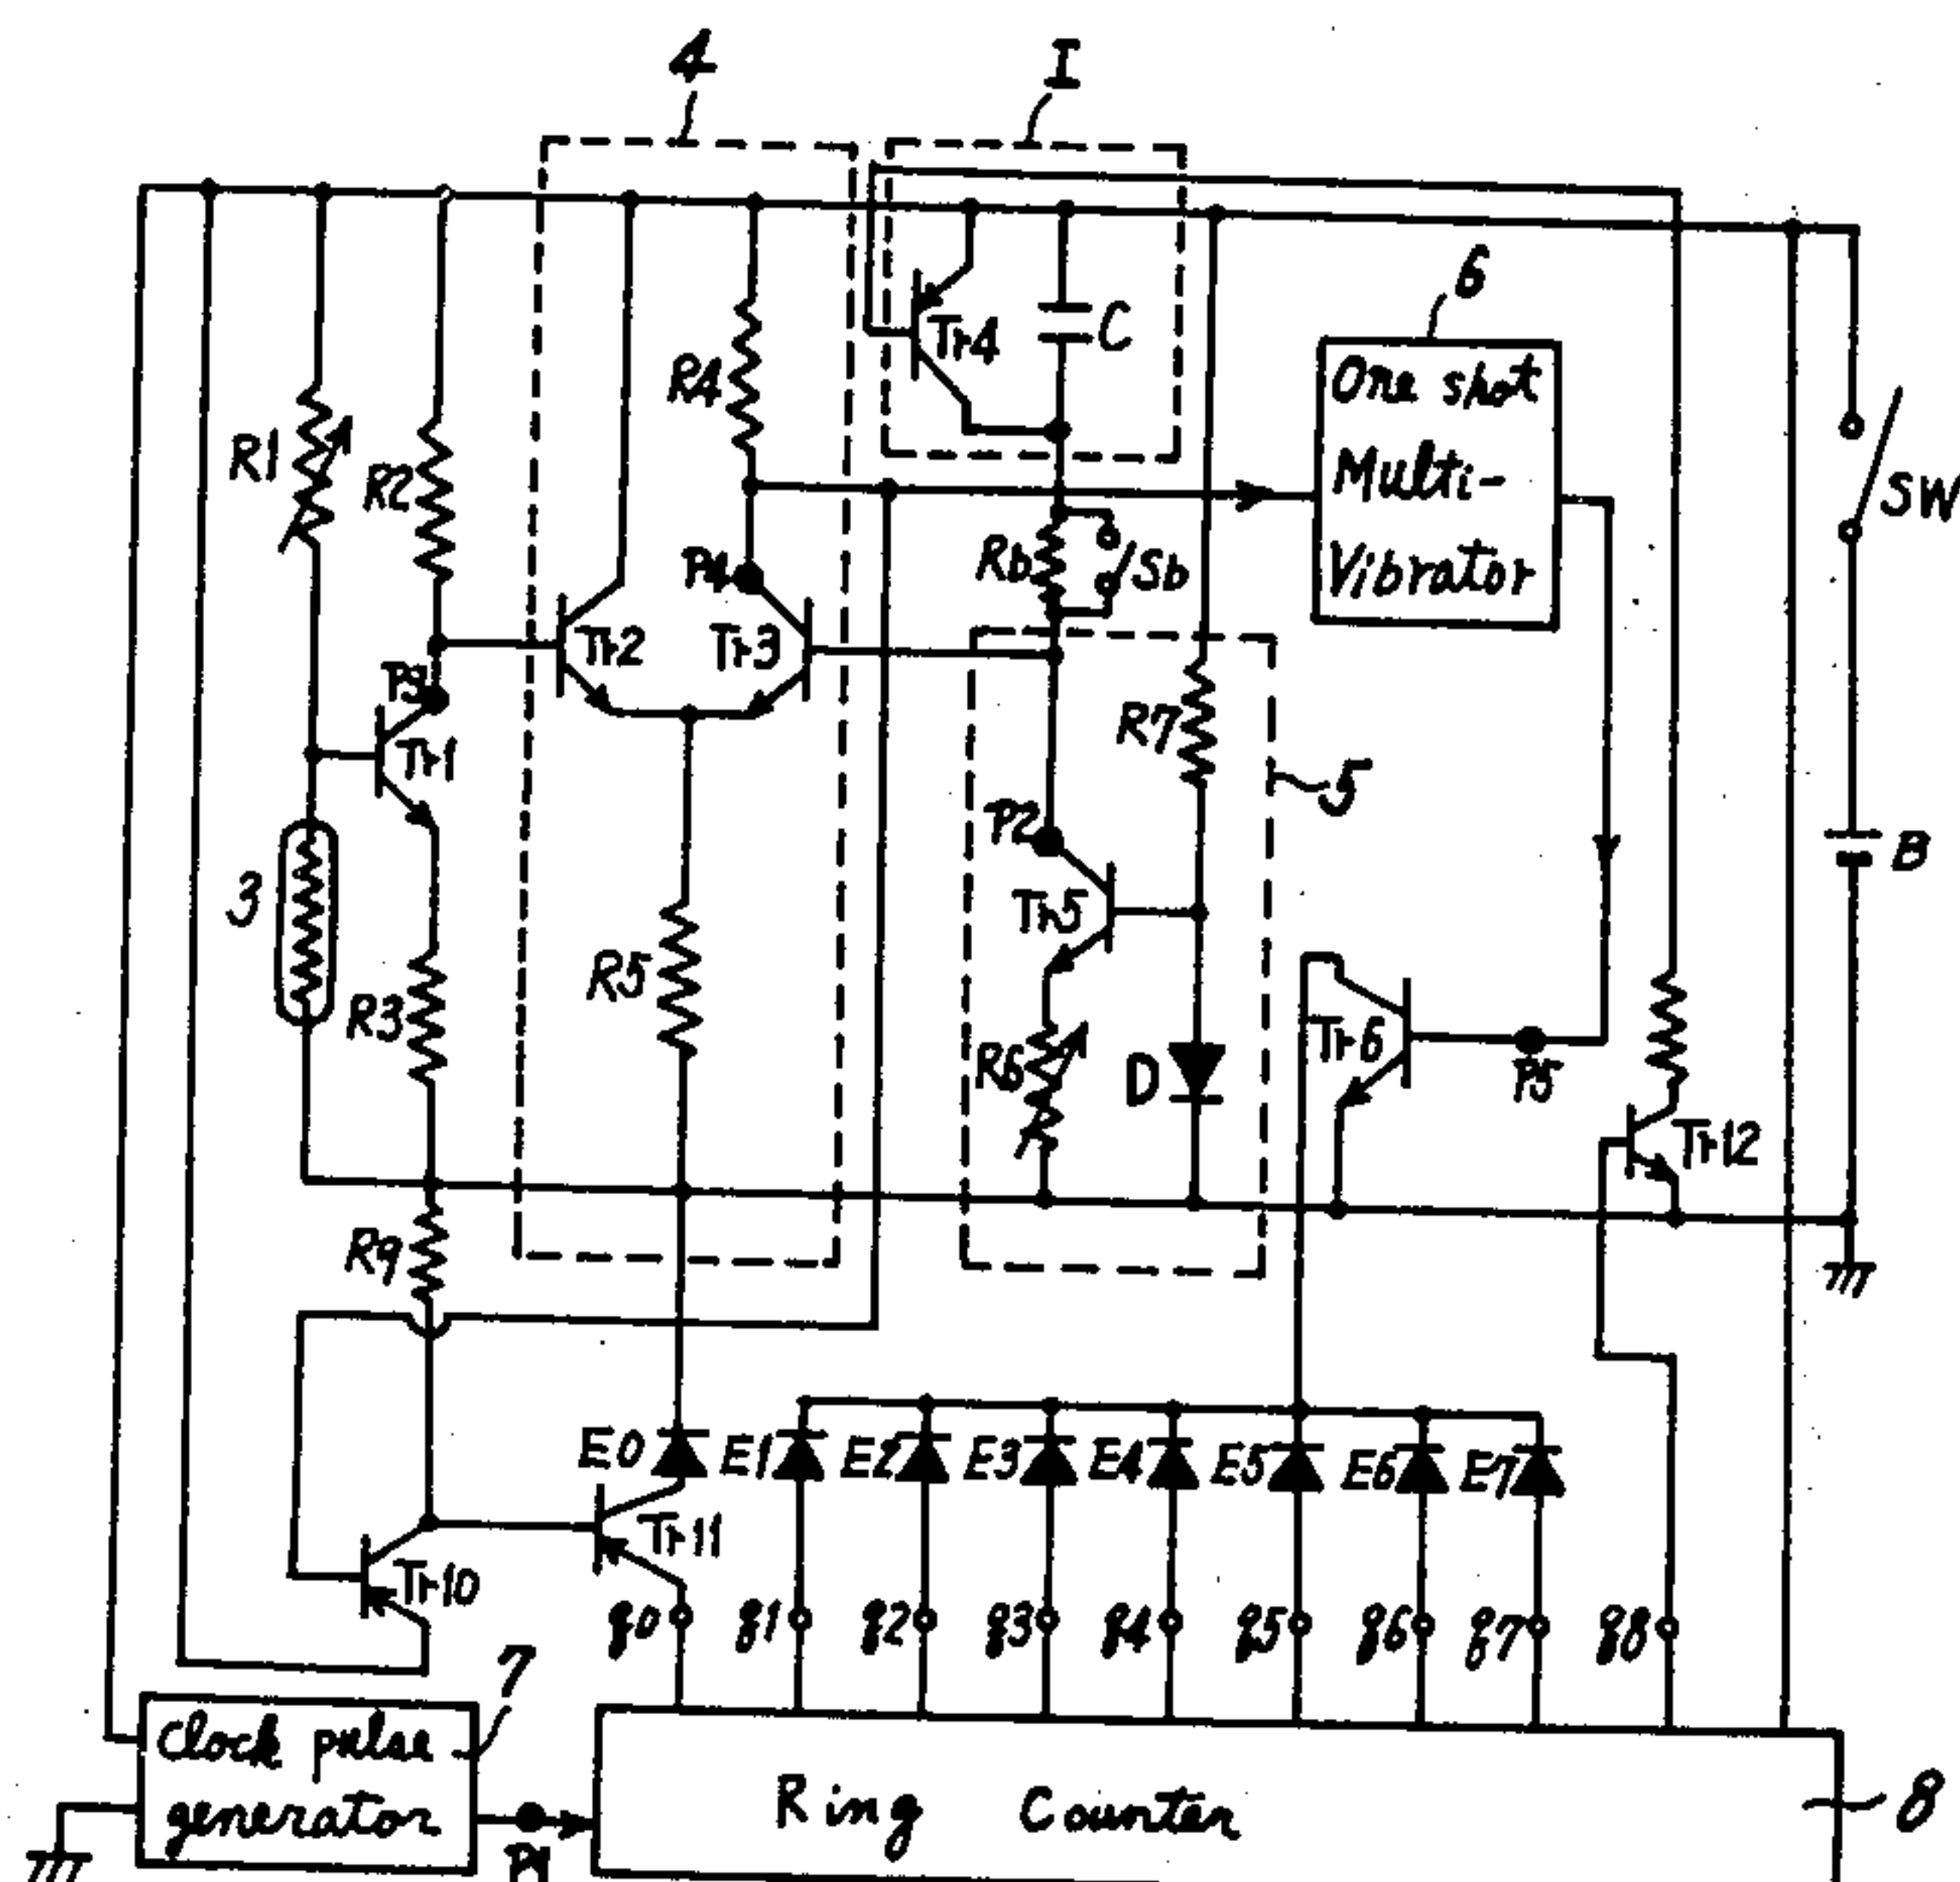 4
I
6
Tr4
C
R4
One shot
R1
R2
Multi-
SW
Rb
Sb
Vibrator
P4
Tr2
Tr3
P3
Tr1
R7
5
P2
B
3
Tr5
R5
R3
Tr6
R6
D
P5
Tr12
R9
E0
E1
E2
E3
E4
E5
E6
E7
Tr11
Tr10
g0
g1
g2
g3
g4
g5
g6
g7
g8
7
Clock pulse
generator
Ring Counter
8
P1